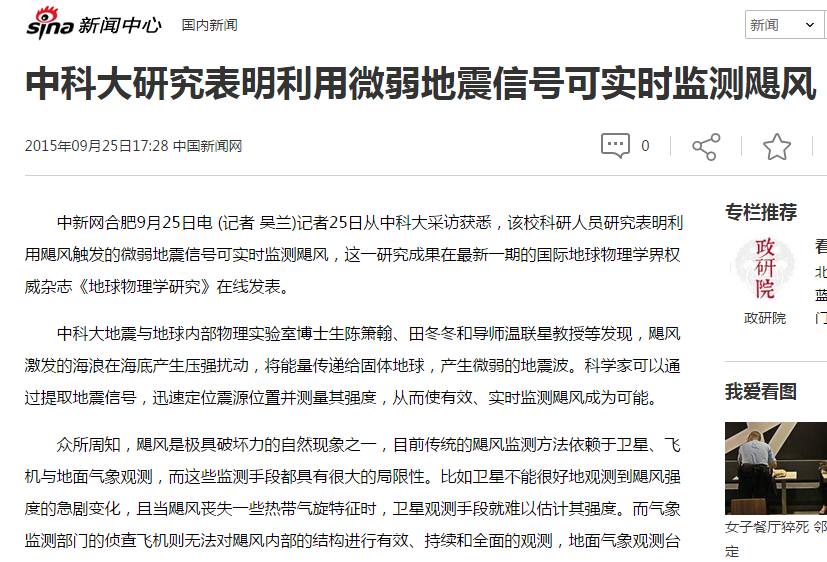 sina 新闻中心 国内新闻
新闻
中科大研究表明利用微弱地震信号可实时监测飓风
2015年09月25日17:28 中国新闻网
0
中新网合肥9月25日电 (记者 吴兰)记者25日从中科大采访获悉，该校科研人员研究表明利
用飓风触发的微弱地震信号可实时监测飓风，这一研究成果在最新一期的国际地球物理学界权
威杂志《地球物理学研究》在线发表。
中科大地震与地球内部物理实验室博士生陈箫翰、田冬冬和导师温联星教授等发现，飓风
激发的海浪在海底产生压强扰动，将能量传递给固体地球，产生微弱的地震波。科学家可以通
过提取地震信号，迅速定位震源位置并测量其强度，从而使有效、实时监测飓风成为可能。
众所周知，飓风是极具破坏力的自然现象之一，目前传统的飓风监测方法依赖于卫星、飞
机与地面气象观测，而这些监测手段都具有很大的局限性。比如卫星不能很好地观测到飓风强
度的急剧变化，且当飓风丧失一些热带气旋特征时，卫星观测手段就难以估计其强度。而气象
监测部门的侦查飞机则无法对飓风内部的结构进行有效、持续和全面的观测，地面气象观测台
专栏推荐
政研院
政研院
看
北
蓝
门
我爱看图
女子餐厅猝死 邻
定